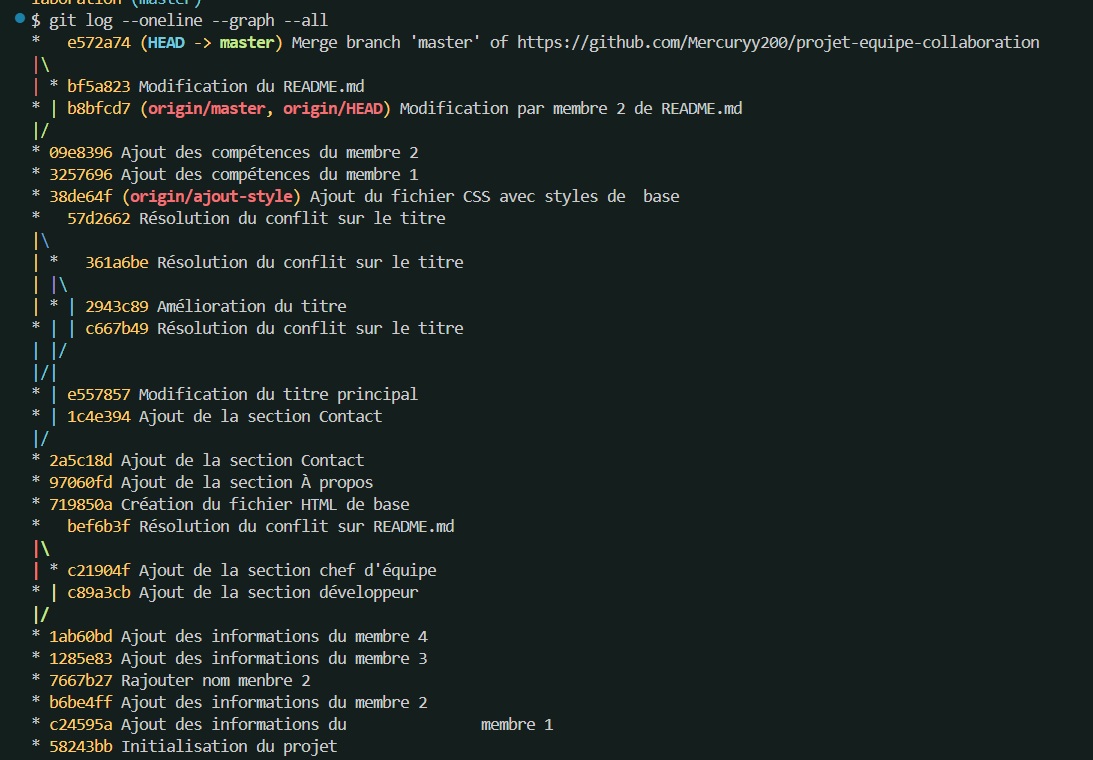 laboration (master)
$ git log --oneline --graph --all
*   e572a74 (HEAD -> master) Merge branch 'master' of https://github.com/Mercuryy200/projet-equipe-collaboration
|\
| * bf5a823 Modification du README.md
* | b8bfcd7 (origin/master, origin/HEAD) Modification par membre 2 de README.md
|/
* 09e8396 Ajout des compétences du membre 2
* 3257696 Ajout des compétences du membre 1
* 38de64f (origin/ajout-style) Ajout du fichier CSS avec styles de  base
*   57d2662 Résolution du conflit sur le titre
|\
| *   361a6be Résolution du conflit sur le titre
| |\
| * | 2943c89 Amélioration du titre
* | | c667b49 Résolution du conflit sur le titre
| |/
|/|
* | e557857 Modification du titre principal
* | 1c4e394 Ajout de la section Contact
|/
* 2a5c18d Ajout de la section Contact
* 97060fd Ajout de la section À propos
* 719850a Création du fichier HTML de base
*   bef6b3f Résolution du conflit sur README.md
|\
| * c21904f Ajout de la section chef d'équipe
* | c89a3cb Ajout de la section développeur
|/
* 1ab60bd Ajout des informations du membre 4
* 1285e83 Ajout des informations du membre 3
* 7667b27 Rajouter nom menbre 2
* b6be4ff Ajout des informations du membre 2
* c24595a Ajout des informations du               membre 1
* 58243bb Initialisation du projet